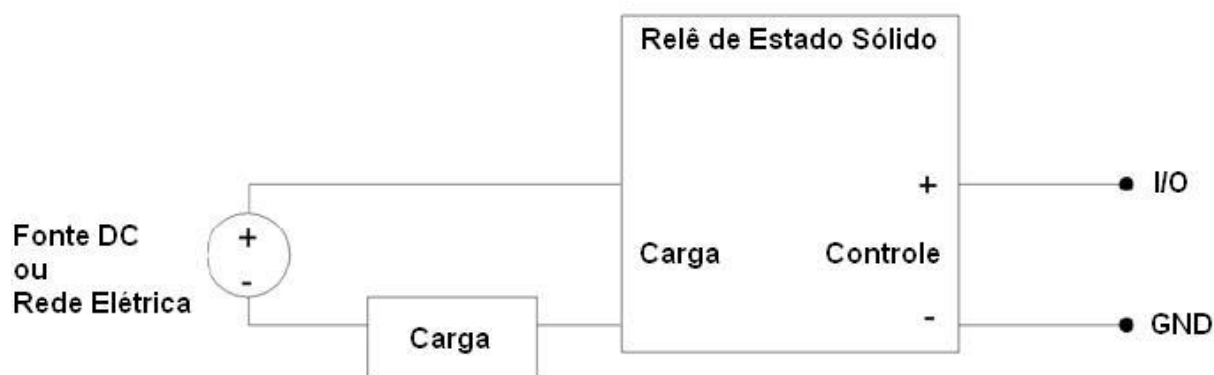 Relê de Estado Sólido
+
I/O
Fonte DC
ou
Rede Elétrica
+
-
Carga
Controle
Carga
-
GND